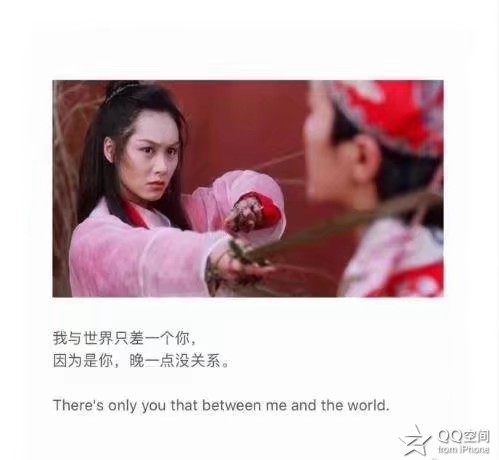 我与世界只差一个你，
因为是你，晚一点没关系。
There's only you that between me and the world.
QQ空间
from iPhone